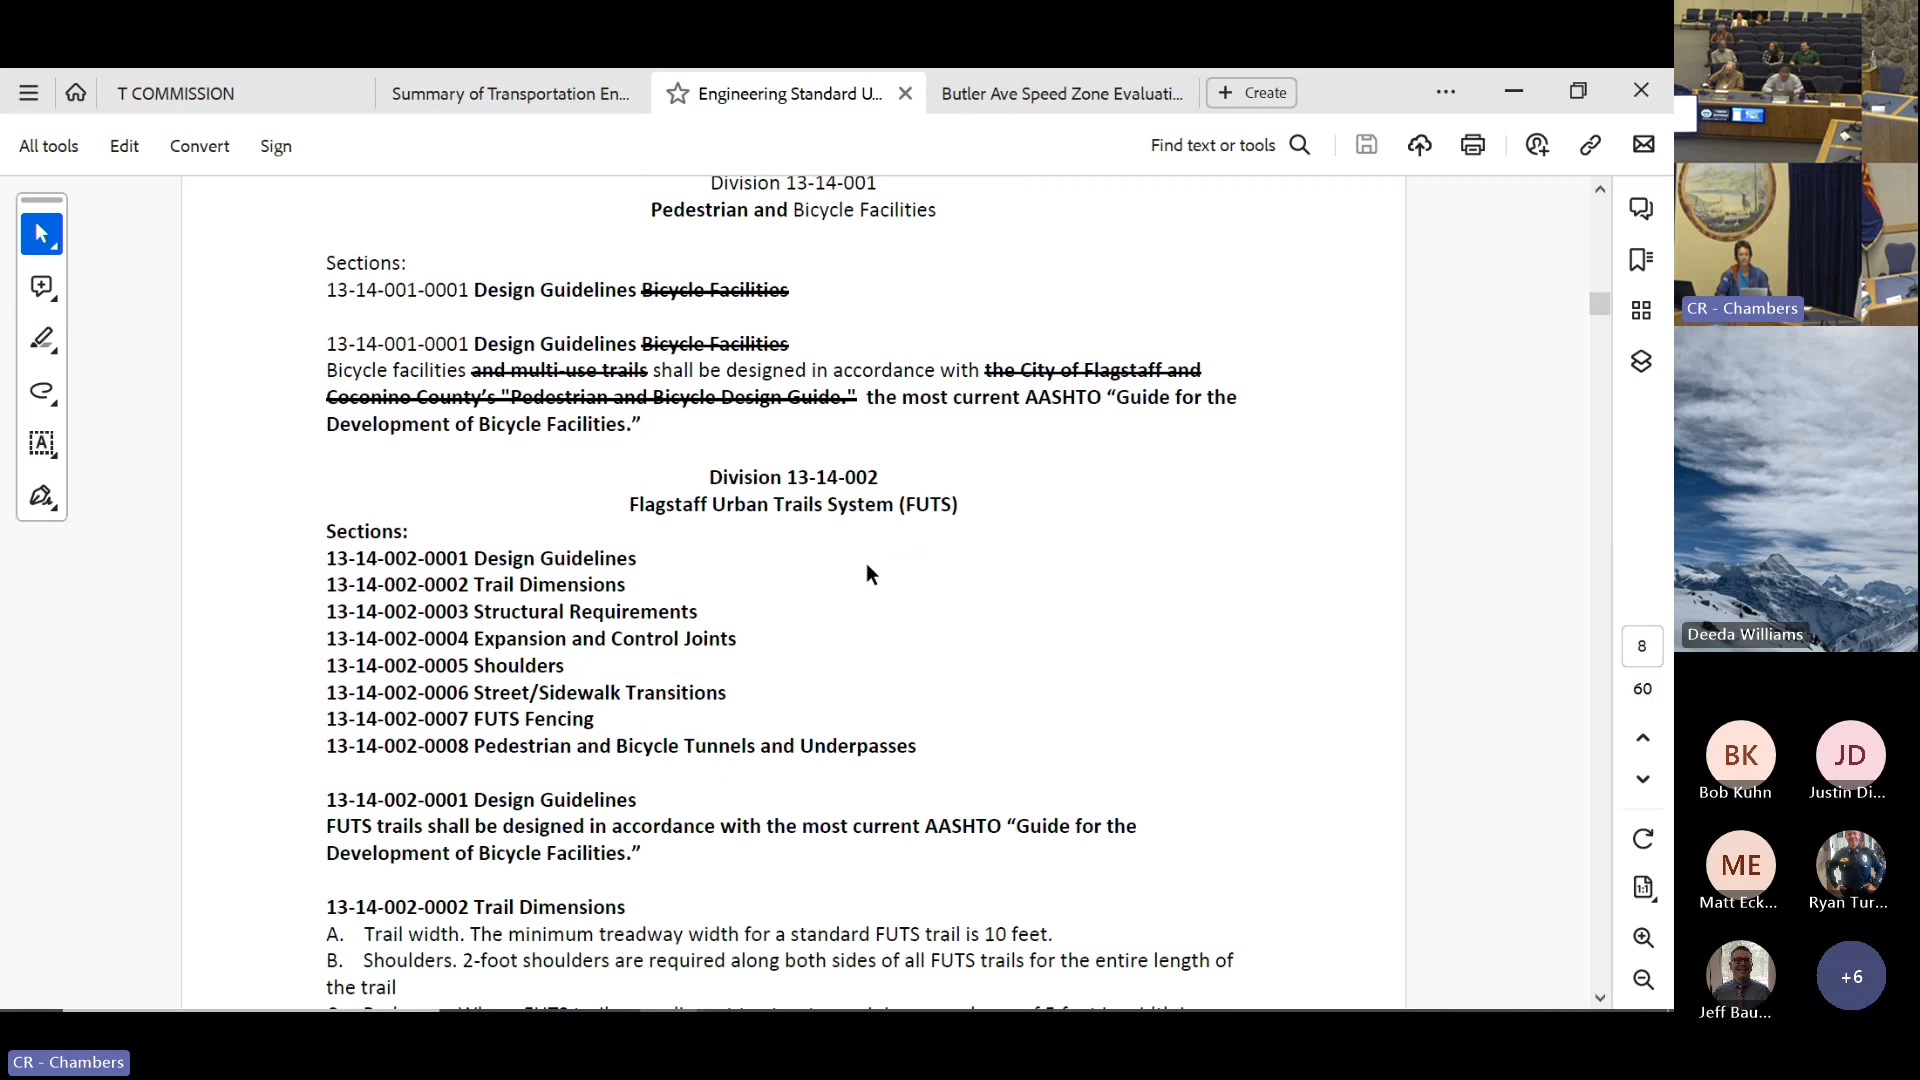 T COMMISSION
Summary of Transportation En...
Engineering Standard U...
Butler Ave Speed Zone Evaluati...
Create
All tools
Edit
Convert
Sign
Find text or tools
Division 13-14-001
Pedestrian and Bicycle Facilities
Sections:
13-14-001-0001 Design Guidelines Bicycle Facilities
13-14-001-0001 Design Guidelines Bicycle Facilities
Bicycle facilities and multi-use trails shall be designed in accordance with the City of Flagstaff and
Coconino County's "Pedestrian and Bicycle Design Guide." the most current AASHTO “Guide for the
Development of Bicycle Facilities.”
Division 13-14-002
Flagstaff Urban Trails System (FUTS)
Sections:
13-14-002-0001 Design Guidelines
13-14-002-0002 Trail Dimensions
13-14-002-0003 Structural Requirements
13-14-002-0004 Expansion and Control Joints
13-14-002-0005 Shoulders
13-14-002-0006 Street/Sidewalk Transitions
13-14-002-0007 FUTS Fencing
13-14-002-0008 Pedestrian and Bicycle Tunnels and Underpasses
13-14-002-0001 Design Guidelines
FUTS trails shall be designed in accordance with the most current AASHTO “Guide for the
Development of Bicycle Facilities.”
13-14-002-0002 Trail Dimensions
A. Trail width. The minimum treadway width for a standard FUTS trail is 10 feet.
B. Shoulders. 2-foot shoulders are required along both sides of all FUTS trails for the entire length of
the trail
8
60
CR - Chambers
Deeda Williams
BK
Bob Kuhn
JD
Justin Di...
ME
Matt Eck...
Ryan Tur...
Jeff Bau...
+6
CR - Chambers